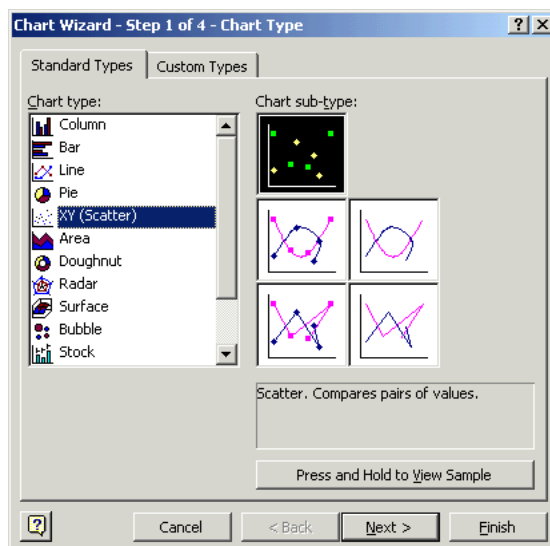 Chart Wizard - Step 1 of 4 - Chart Type
Standard Types
Custom Types
Chart type:
Chart sub-type:
Column
Bar
Line
Pie
XY (Scatter)
Area
Doughnut
Radar
Surface
Bubble
Stock
Scatter. Compares pairs of values.
Press and Hold to View Sample
Cancel
< Back
Next >
Finish